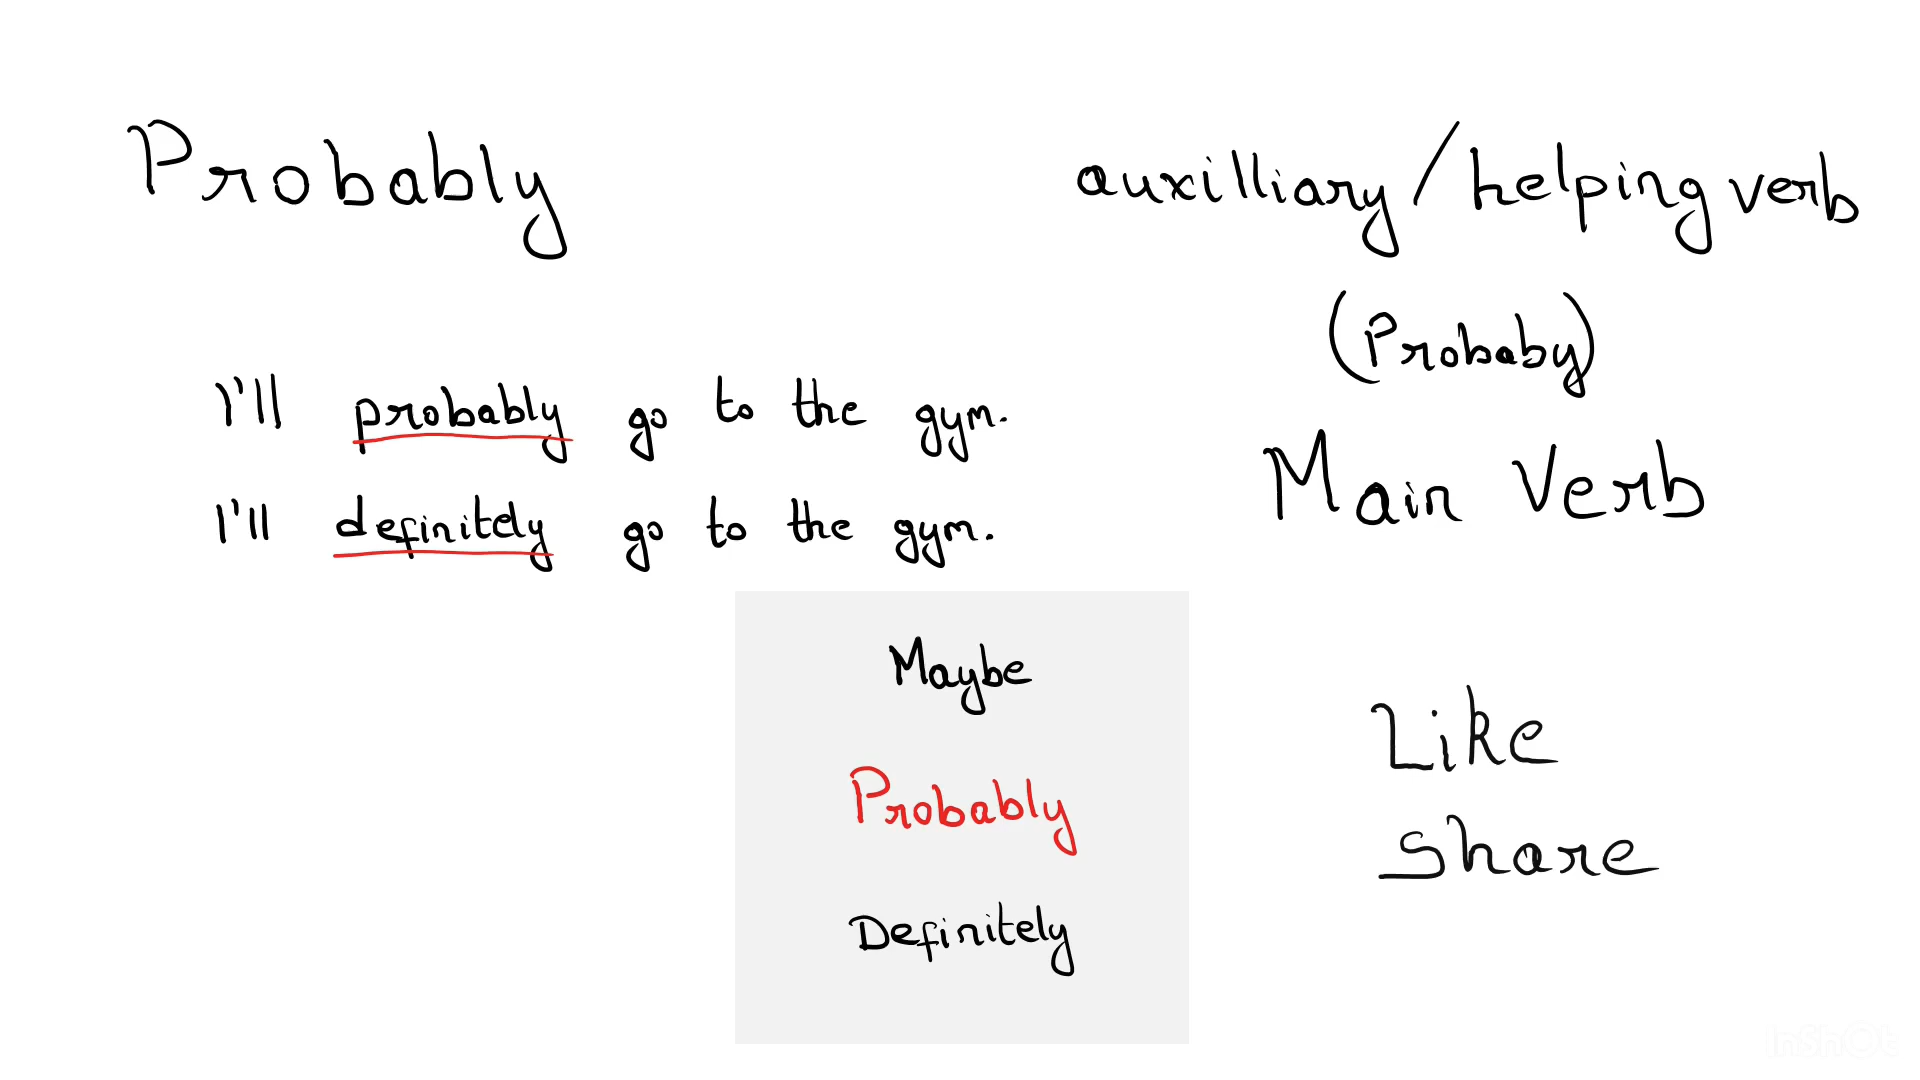 Probably
I'll probably go to the gym.
I'll definitely go to the gym.
auxilliary/helping verb
(Probaby)
Main Verb
Maybe
Probably
Definitely
Like
Share
InShOt